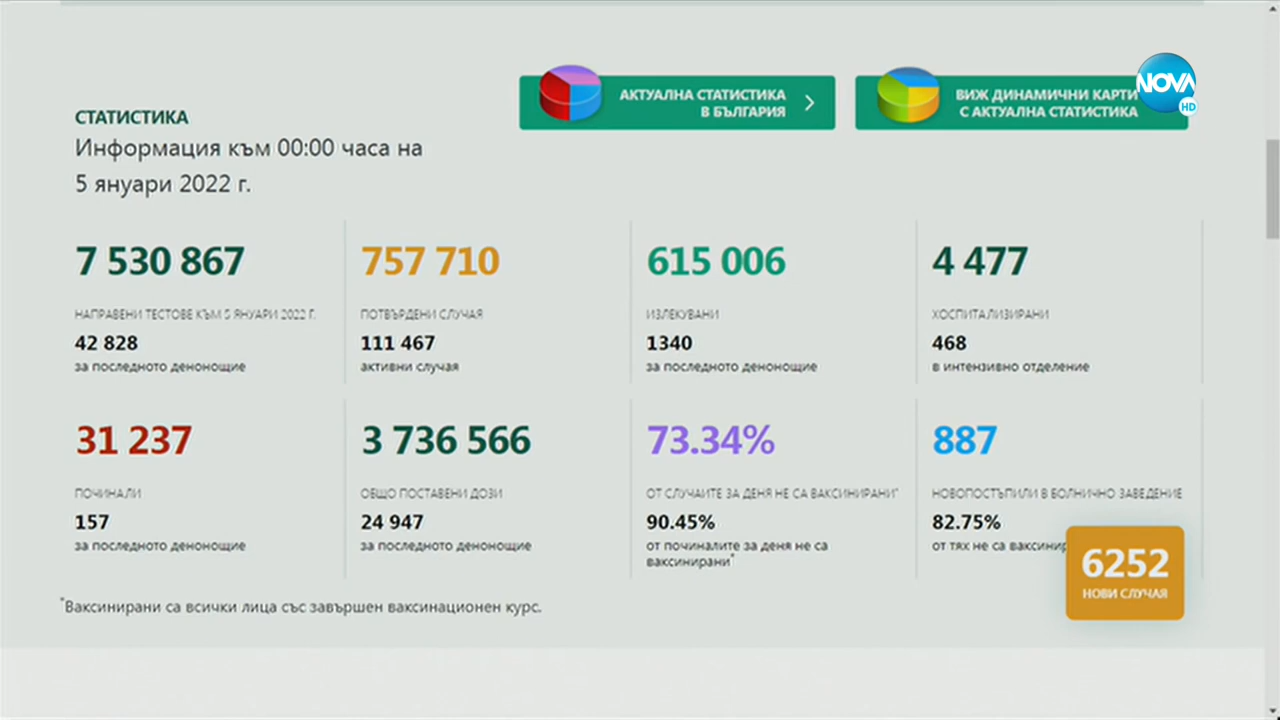 АКТУАЛНА СТАТИСТИКА
В БЪЛГАРИЯ
ВИЖ ДИНАМИЧНИ КАРТИ
С АКТУАЛНА СТАТИСТИКА
NOVA
HD
СТАТИСТИКА
Информация към 00:00 часа на
5 януари 2022 г.
7 530 867
НАПРАВЕНИ ТЕСТОВЕ КЪМ 5 ЯНУАРИ 2022 Г.
42 828
за последното денонощие
757 710
ПОТВЪРДЕНИ СЛУЧАЯ
111 467
активни случая
615 006
ИЗЛЕКУВАНИ
1340
за последното денонощие
4 477
ХОСПИТАЛИЗИРАНИ
468
в интензивно отделение
31 237
ПОЧИНАЛИ
157
за последното денонощие
3 736 566
ОБЩО ПОСТАВЕНИ ДОЗИ
24 947
за последното денонощие
73.34%
ОТ СЛУЧАИТЕ ЗА ДЕНЯ НЕ СА ВАКСИНИРАНИ*
90.45%
от починалите за деня не са
ваксинирани*
887
НОВОПОСТЪПИЛИ В БОЛНИЧНО ЗАВЕДЕНИЕ
82.75%
от тях не са
6252
НОВИ СЛУЧАЯ
*Ваксинирани са всички лица със завършен ваксинационен курс.